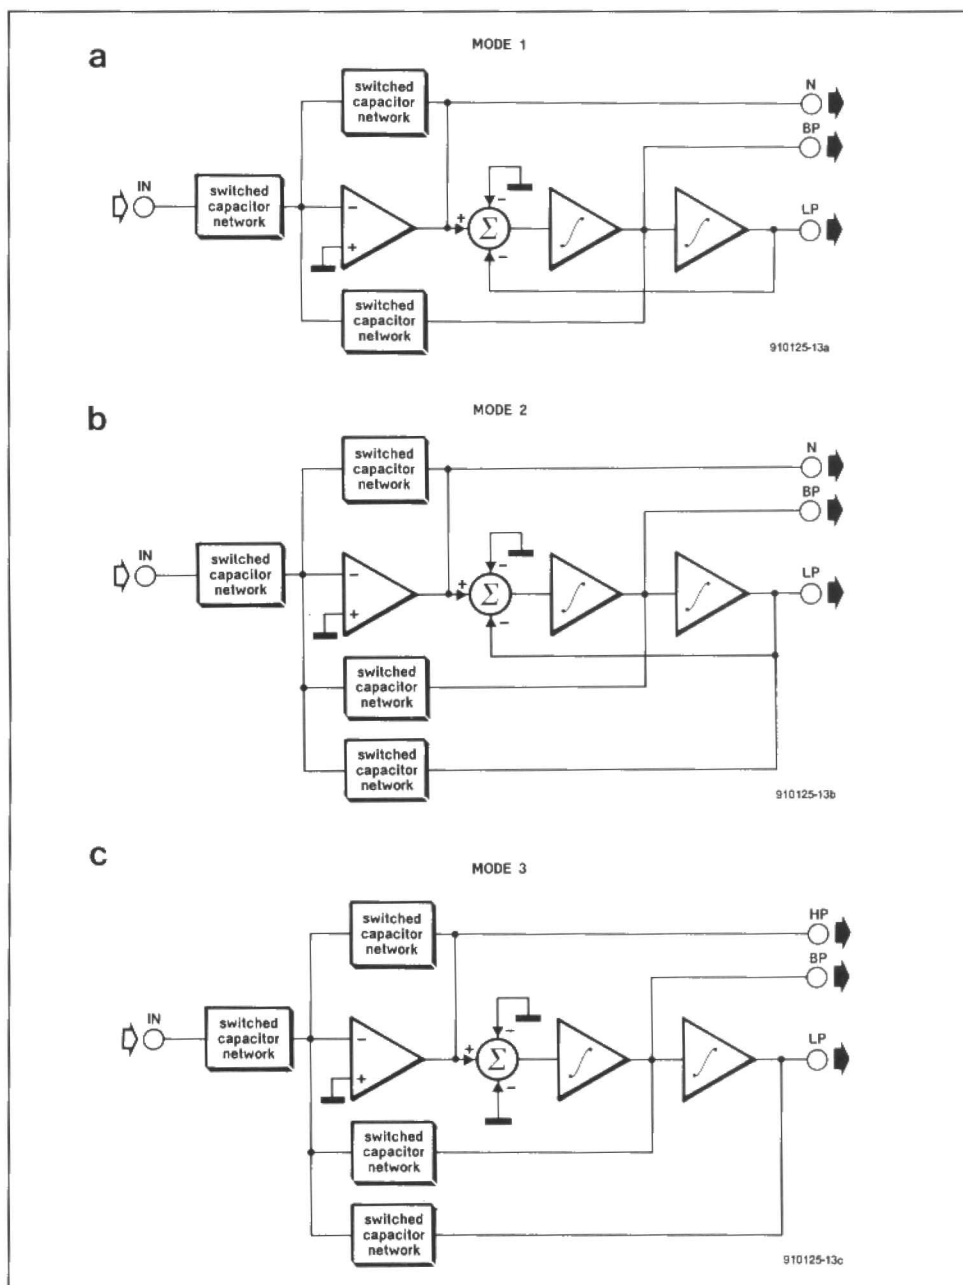 a
MODE 1
switched
capacitor
network
N
BP
IN
switched
capacitor
network
−
+
+
−
Σ
−
∫
∫
LP
switched
capacitor
network
910125-13a
b
MODE 2
switched
capacitor
network
N
BP
IN
switched
capacitor
network
−
+
+
−
Σ
−
∫
∫
LP
switched
capacitor
network
switched
capacitor
network
910125-13b
c
MODE 3
switched
capacitor
network
HP
BP
IN
switched
capacitor
network
−
+
+
Σ
−
∫
∫
LP
switched
capacitor
network
switched
capacitor
network
910125-13c